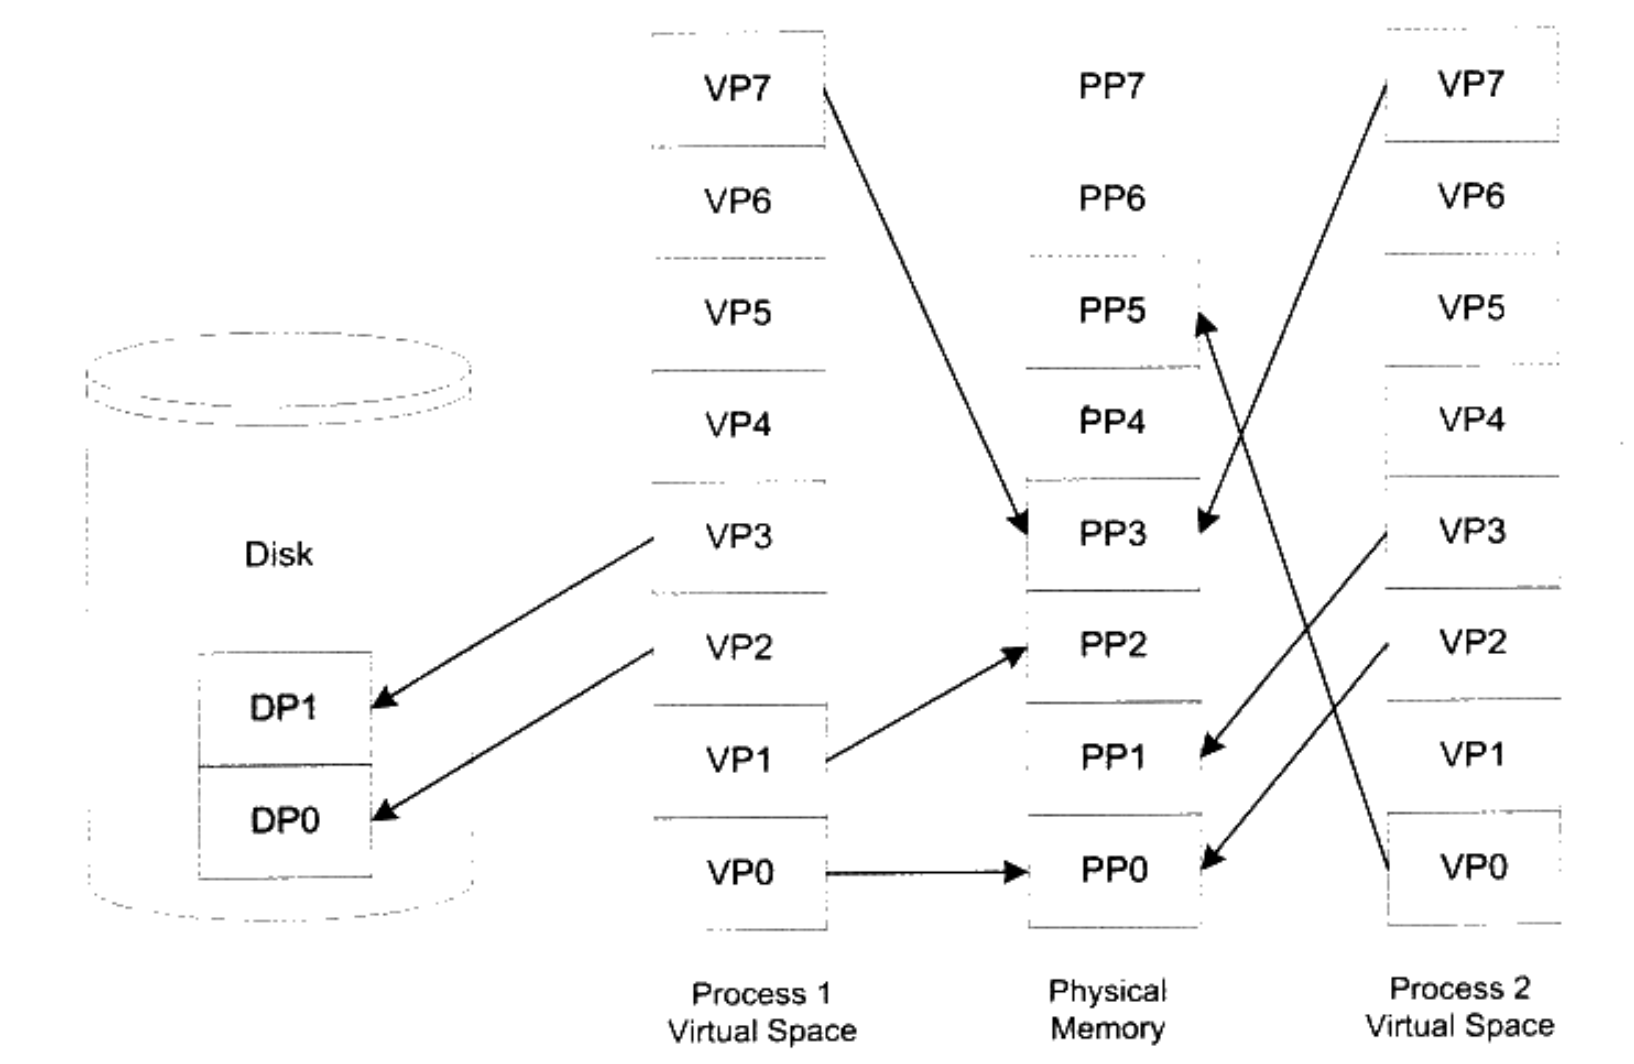 VP7 PP7 VP7
VP6 PP6 VP6
VP5 PP5 VP5
VP4 PP4 VP4
VP3 PP3 VP3
Disk
VP2 PP2 VP2
DP1
VP1 PP1 VP1
DP0
VP0 PP0 VP0
Process 1
Virtual Space
Physical
Memory
Process 2
Virtual Space